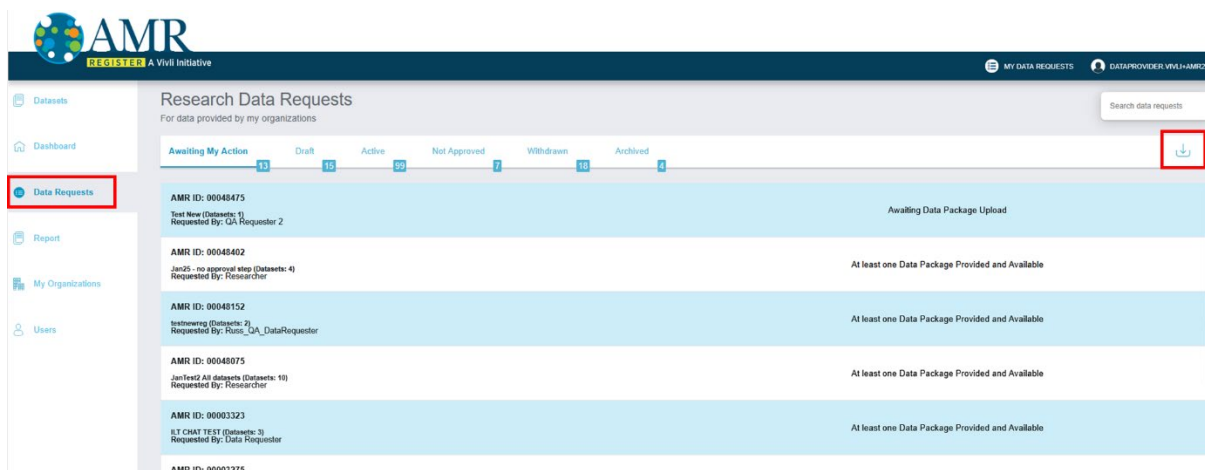 AMR
REGISTER A Vivli Initiative
MY DATA REQUESTS
DATAPROVIDER.VIVLI+AMR2
Datasets
Dashboard
Data Requests
Report
My Organizations
Users
Research Data Requests
For data provided by my organizations
Search data requests
Awaiting My Action 13 Draft 15 Active 99 Not Approved 7 Withdrawn 18 Archived 4
AMR ID: 00048475
Test New (Datasets: 1)
Requested By: QA Requester 2
Awaiting Data Package Upload
AMR ID: 00048402
Jan25 - no approval step (Datasets: 4)
Requested By: Researcher
At least one Data Package Provided and Available
AMR ID: 00048152
testnewreg (Datasets: 2)
Requested By: Russ_QA_DataRequester
At least one Data Package Provided and Available
AMR ID: 00048075
JanTest2 All datasets (Datasets: 10)
Requested By: Researcher
At least one Data Package Provided and Available
AMR ID: 00003323
ILT CHAT TEST (Datasets: 3)
Requested By: Data Requester
At least one Data Package Provided and Available
AMR ID: 00003275